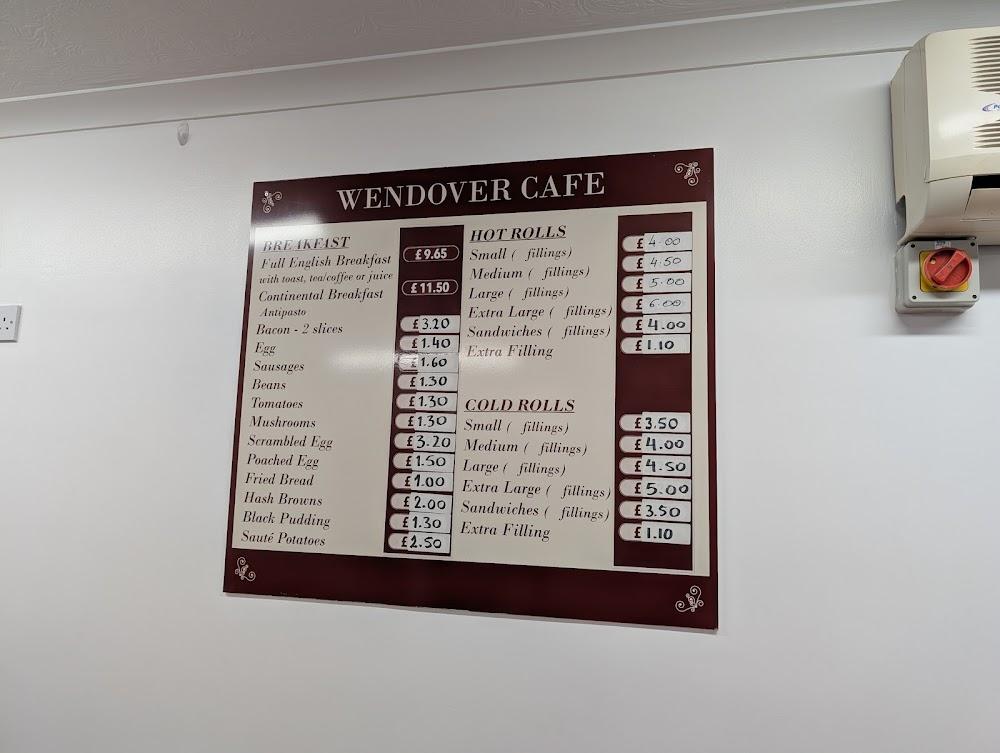 WENDOVER CAFE
BREAKFAST
Full English Breakfast £9.65
with toast, tea/coffee or juice
Continental Breakfast £11.50
Antipasto
Bacon - 2 slices £3.20
Egg £1.40
Sausages £1.60
Beans £1.30
Tomatoes £1.30
Mushrooms £1.30
Scrambled Egg £3.20
Poached Egg £1.50
Fried Bread £1.00
Hash Browns £2.00
Black Pudding £1.30
Sauté Potatoes £2.50
HOT ROLLS
Small ( fillings) £4.00
Medium ( fillings) £4.50
Large ( fillings) £5.00
Extra Large ( fillings) £6.00
Sandwiches ( fillings) £4.00
Extra Filling £1.10
COLD ROLLS
Small ( fillings) £3.50
Medium ( fillings) £4.00
Large ( fillings) £4.50
Extra Large ( fillings) £5.00
Sandwiches ( fillings) £3.50
Extra Filling £1.10